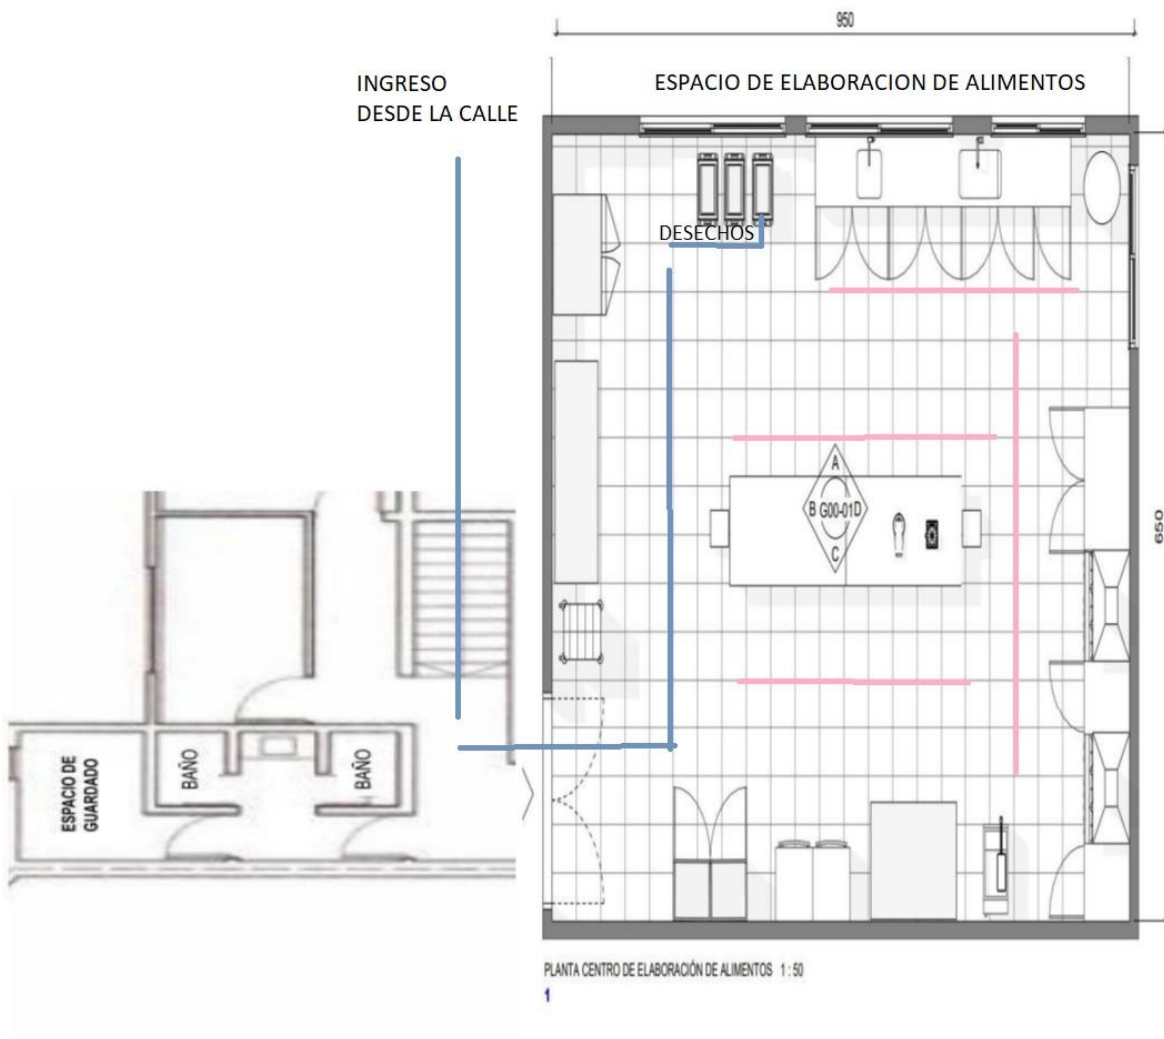 950
INGRESO
DESDE LA CALLE
ESPACIO DE ELABORACION DE ALIMENTOS
DESECHOS
A
B G00-01D
C
650
ESPACIO DE
GUARDADO
BAÑO
BAÑO
PLANTA CENTRO DE ELABORACIÓN DE ALIMENTOS 1 : 50
1